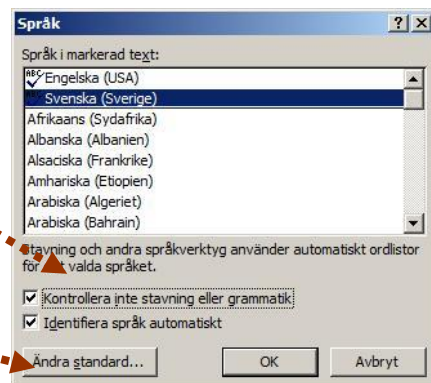 Språk
Språk i markerad text:
Engelska (USA)
Svenska (Sverige)
Afrikaans (Sydafrika)
Albanska (Albanien)
Alsaciska (Frankrike)
Amhariska (Etiopien)
Arabiska (Algeriet)
Arabiska (Bahrain)
Stavning och andra språkverktyg använder automatiskt ordlistor
för valda språket.
Kontrollera inte stavning eller grammatik
Identifiera språk automatiskt
Ändra standard... OK Avbryt